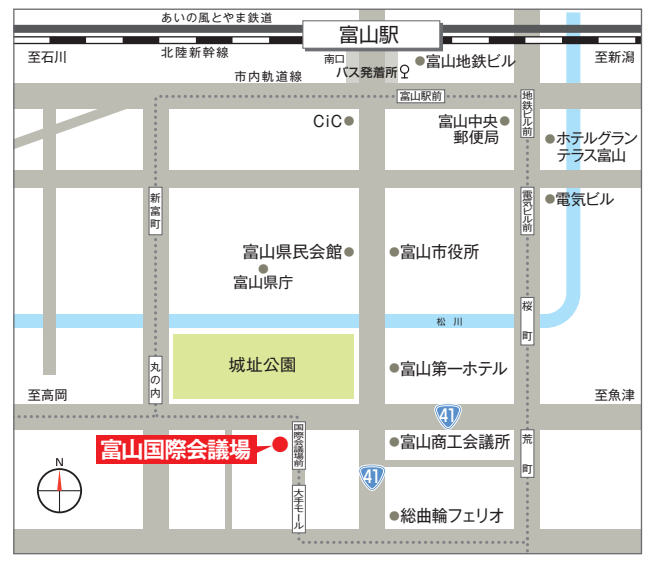 あいの風とやま鉄道
富山駅
至石川
北陸新幹線
南口
バス発着所
富山地鉄ビル
至新潟
市内軌道線
富山駅前
地鉄ビル前
CiC
富山中央
郵便局
ホテルグラン
テラス富山
新富町
電気ビル前
電気ビル
富山県民会館
富山市役所
富山県庁
松川
桜町
城址公園
丸の内
富山第一ホテル
至高岡
至魚津
41
富山国際会議場
国際会議場前
富山商工会議所
荒町
N
41
大手モール
総曲輪フェリオ